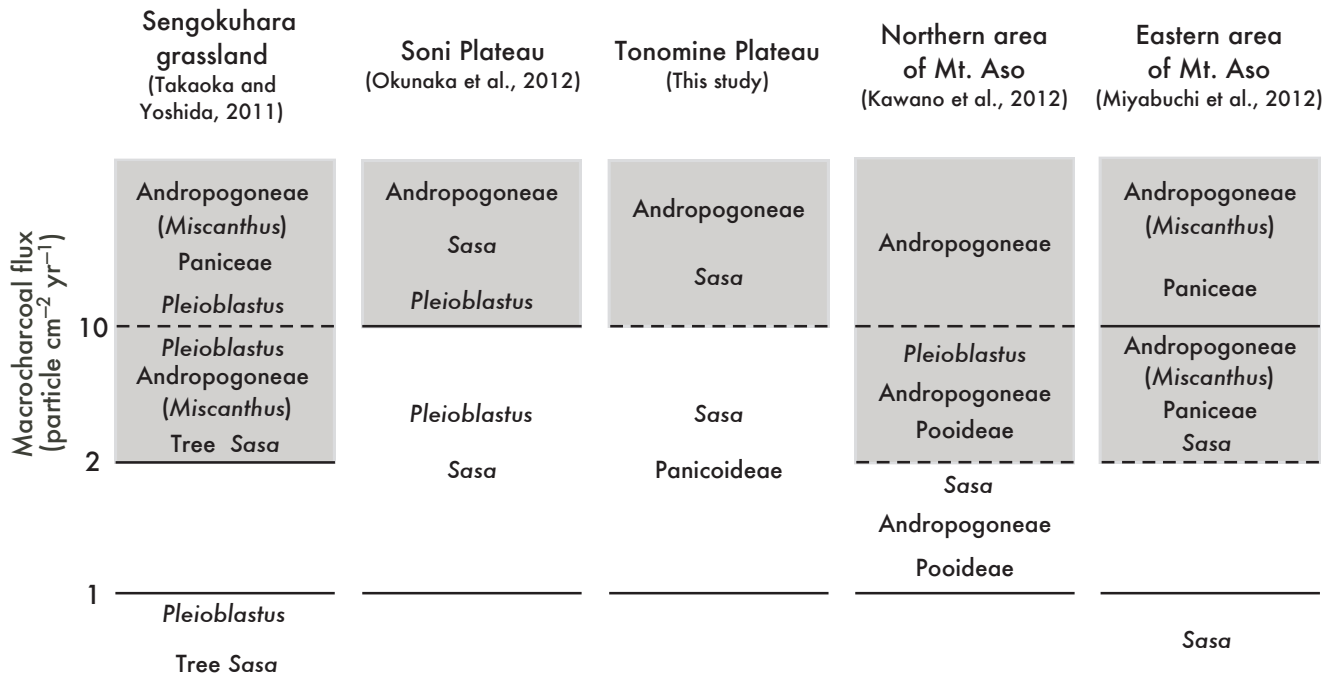 Sengokuhara
grassland
(Takaoka and
Yoshida, 2011)
Soni Plateau
(Okunaka et al., 2012)
Tonomine Plateau
(This study)
Northern area
of Mt. Aso
(Kawano et al., 2012)
Eastern area
of Mt. Aso
(Miyabuchi et al., 2012)
Macrocharcoal flux
(particle cm−2 yr−1)
10
2
1
Andropogoneae
(Miscanthus)
Paniceae
Pleioblastus
Pleioblastus
Andropogoneae
(Miscanthus)
Tree Sasa
Pleioblastus
Tree Sasa
Andropogoneae
Sasa
Pleioblastus
Pleioblastus
Sasa
Andropogoneae
Sasa
Sasa
Panicoideae
Andropogoneae
Pleioblastus
Andropogoneae
Pooideae
Sasa
Andropogoneae
Pooideae
Andropogoneae
(Miscanthus)
Paniceae
Andropogoneae
(Miscanthus)
Paniceae
Sasa
Sasa